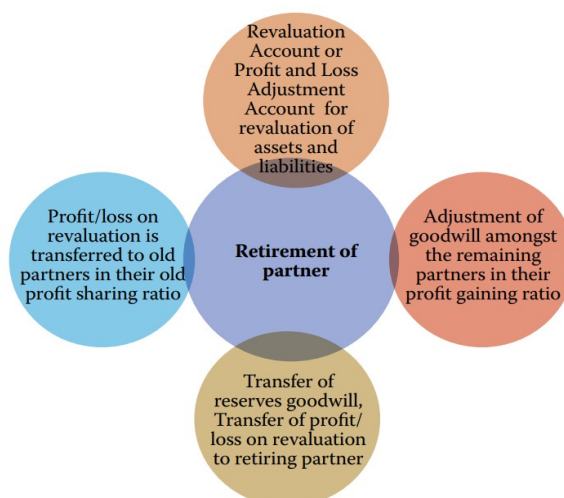 Revaluation
Account or
Profit and Loss
Adjustment
Account for
revaluation of
assets and
liabilities
Profit/loss on
revaluation is
transferred to old
partners in their old
profit sharing ratio
Retirement of
partner
Adjustment of
goodwill amongst
the remaining
partners in their
profit gaining ratio
Transfer of
reserves goodwill,
Transfer of profit/
loss on revaluation
to retiring partner